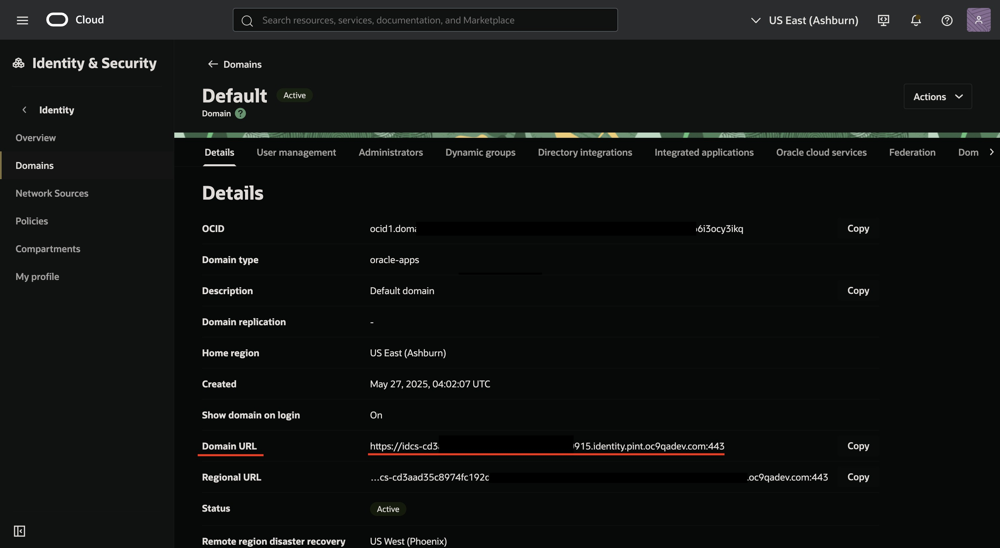 Cloud
Search resources, services, documentation, and Marketplace
US East (Ashburn)
Identity & Security
Identity
Overview
Domains
Network Sources
Policies
Compartments
My profile
Domains
Default Active
Domain ?
Actions
Details User management Administrators Dynamic groups Directory integrations Integrated applications Oracle cloud services Federation Dom
Details
OCID ocid1.doma 6i3ocy3ikq Copy
Domain type oracle-apps
Description Default domain Copy
Domain replication -
Home region US East (Ashburn)
Created May 27, 2025, 04:02:07 UTC
Show domain on login On
Domain URL https://idcs-cd3 915.identity.pint.oc9qadev.com:443 Copy
Regional URL ...cs-cd3aad35c8974fc192 .oc9qadev.com:443 Copy
Status Active
Remote region disaster recovery US West (Phoenix)